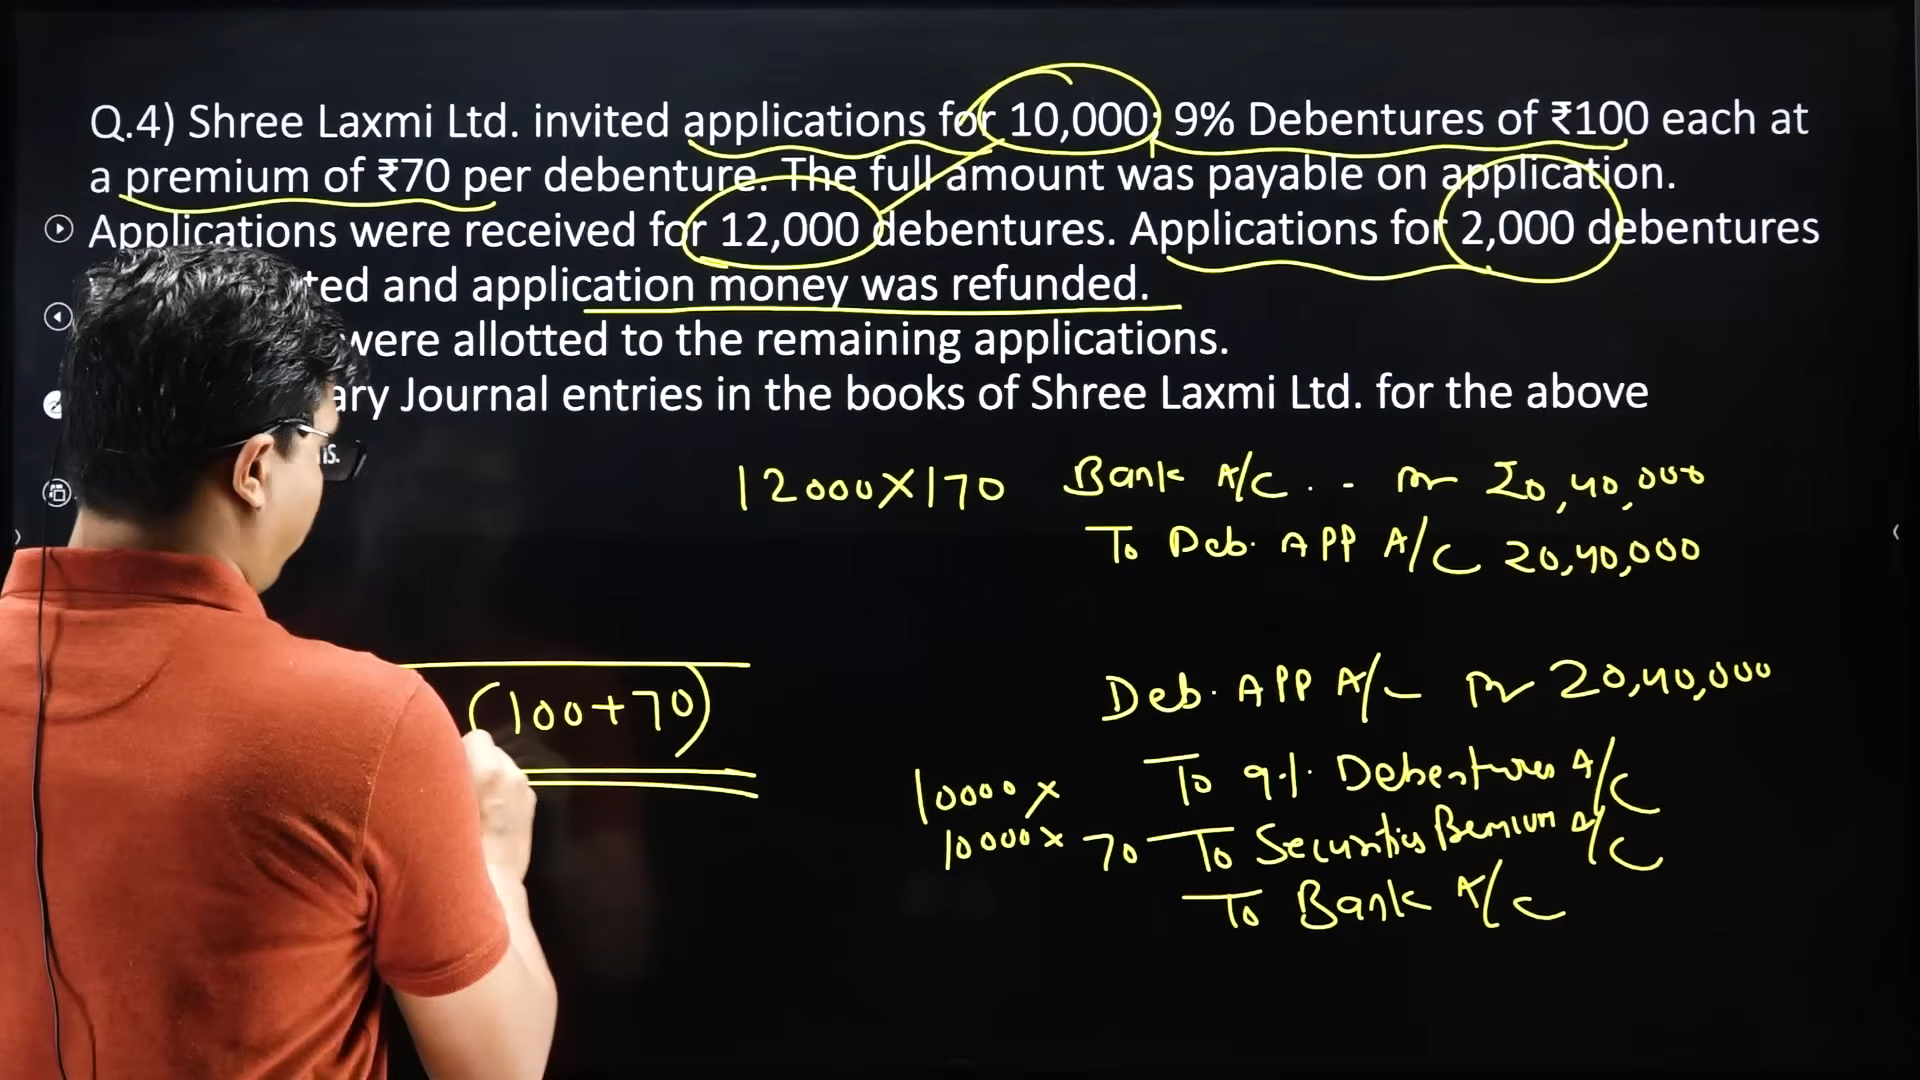 Q.4) Shree Laxmi Ltd. invited applications for 10,000; 9% Debentures of ₹100 each at
a premium of ₹70 per debenture. The full amount was payable on application.
Applications were received for 12,000 debentures. Applications for 2,000 debentures
ted and application money was refunded.
were allotted to the remaining applications.
ary Journal entries in the books of Shree Laxmi Ltd. for the above
ns.
12000×170 Bank A/C . . - Dr 20,40,000
To Deb. APP A/C 20,40,000
(100+70)
Deb. APP A/- Dr 20,40,000
10000× To 9%. Debentures A/C
10000×70 To Securities Premium A/C
To Bank A/C